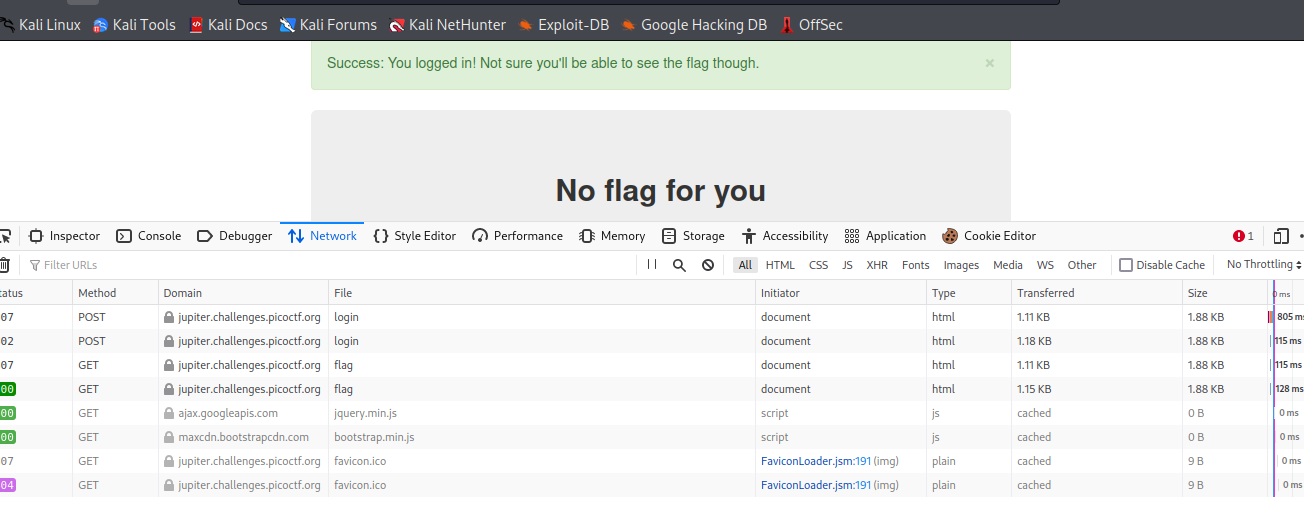 Kali Linux Kali Tools Kali Docs Kali Forums Kali NetHunter Exploit-DB Google Hacking DB OffSec
Success: You logged in! Not sure you'll be able to see the flag though. ×
No flag for you
Inspector Console Debugger Network Style Editor Performance Memory Storage Accessibility Application Cookie Editor 1
Filter URLs All HTML CSS JS XHR Fonts Images Media WS Other Disable Cache No Throttling
tatus Method Domain File Initiator Type Transferred Size 0 ms
07 POST jupiter.challenges.picoctf.org login document html 1.11 KB 1.88 KB 805 ms
02 POST jupiter.challenges.picoctf.org login document html 1.18 KB 1.88 KB 115 ms
07 GET jupiter.challenges.picoctf.org flag document html 1.11 KB 1.88 KB 115 ms
00 GET jupiter.challenges.picoctf.org flag document html 1.15 KB 1.88 KB 128 ms
00 GET ajax.googleapis.com jquery.min.js script js cached 0 B 0 ms
00 GET maxcdn.bootstrapcdn.com bootstrap.min.js script js cached 0 B 0 ms
07 GET jupiter.challenges.picoctf.org favicon.ico FaviconLoader.jsm:191 (img) plain cached 9 B 0 ms
04 GET jupiter.challenges.picoctf.org favicon.ico FaviconLoader.jsm:191 (img) plain cached 9 B 0 ms